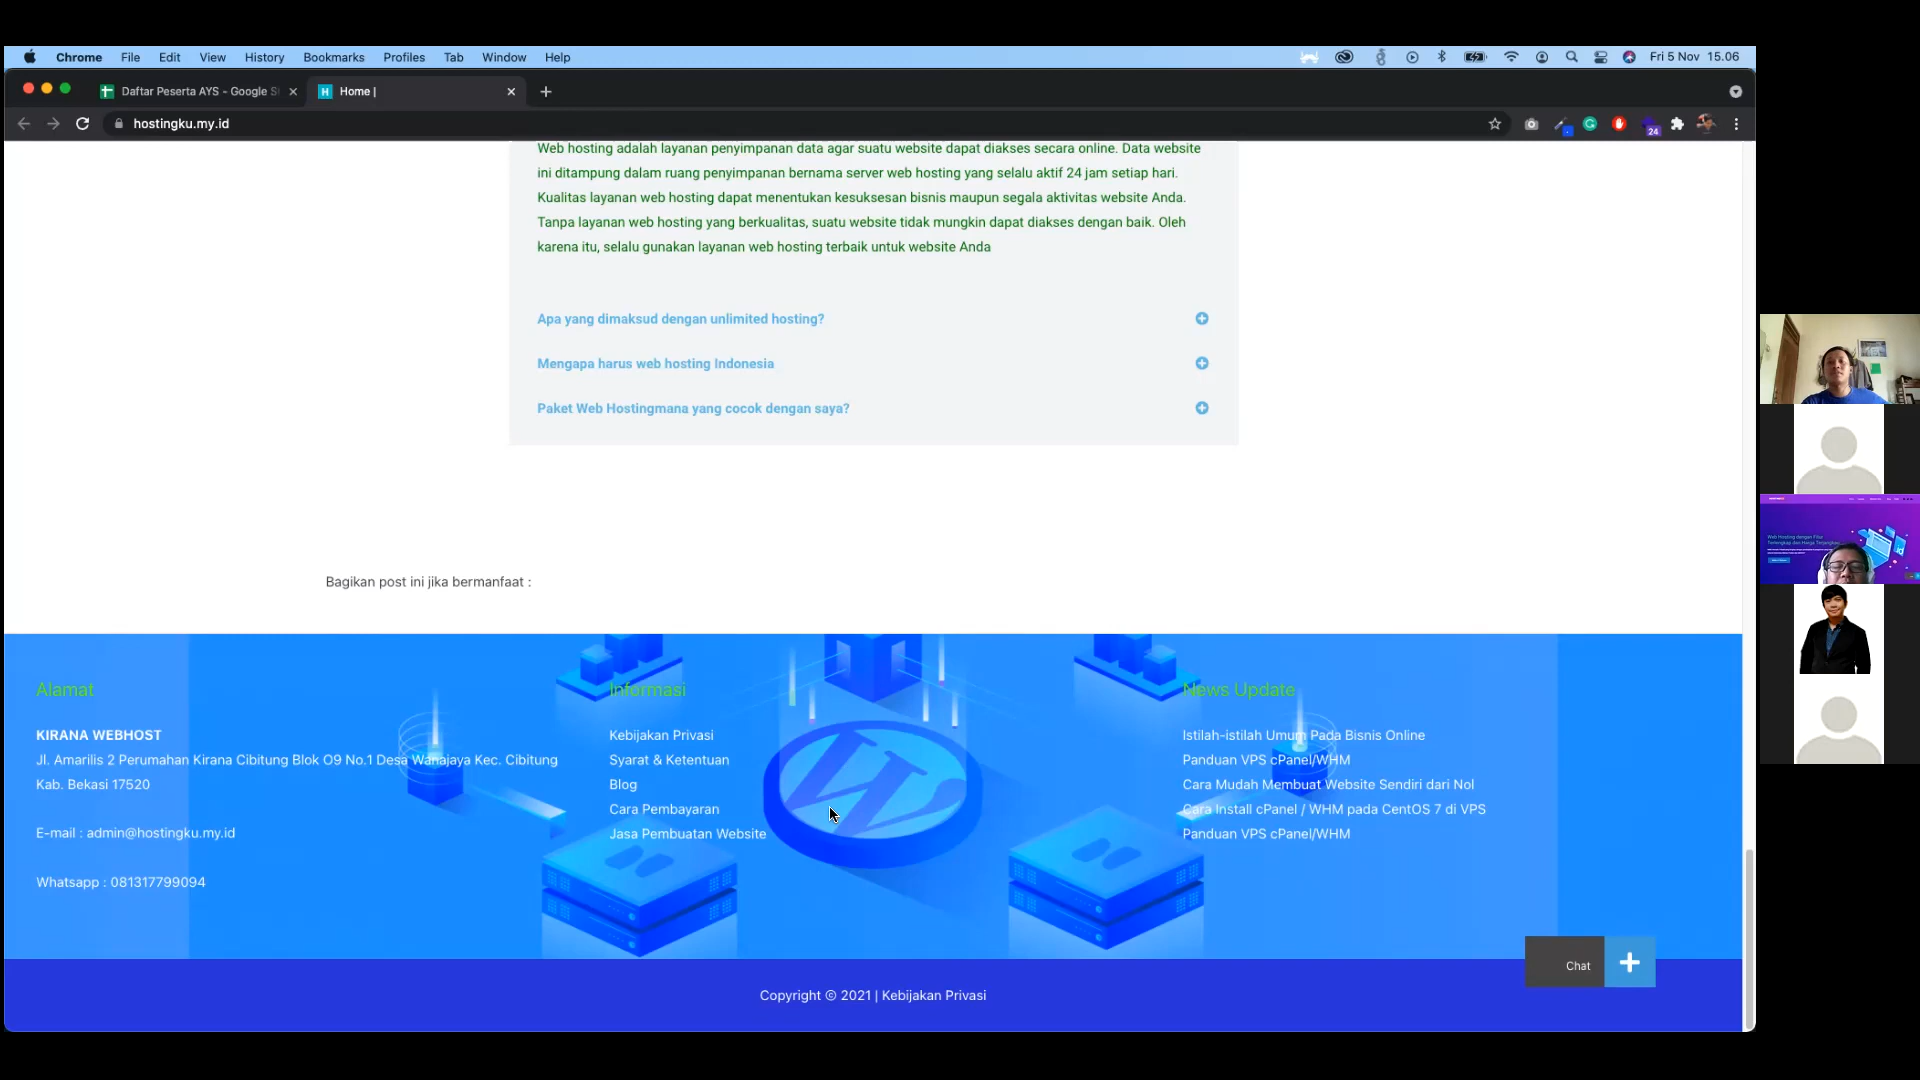 Chrome File Edit View History Bookmarks Profiles Tab Window Help Fri 5 Nov 15.06
Daftar Peserta AYS - Google S Home |
hostingku.my.id
24
Web hosting adalah layanan penyimpanan data agar suatu website dapat diakses secara online. Data website
ini ditampung dalam ruang penyimpanan bernama server web hosting yang selalu aktif 24 jam setiap hari.
Kualitas layanan web hosting dapat menentukan kesuksesan bisnis maupun segala aktivitas website Anda.
Tanpa layanan web hosting yang berkualitas, suatu website tidak mungkin dapat diakses dengan baik. Oleh
karena itu, selalu gunakan layanan web hosting terbaik untuk website Anda
Apa yang dimaksud dengan unlimited hosting?
Mengapa harus web hosting Indonesia
Paket Web Hostingmana yang cocok dengan saya?
Bagikan post ini jika bermanfaat :
Alamat
KIRANA WEBHOST
Jl. Amarilis 2 Perumahan Kirana Cibitung Blok O9 No.1 Desa Wanajaya Kec. Cibitung
Kab. Bekasi 17520
E-mail : admin@hostingku.my.id
Whatsapp : 081317799094
Informasi
Kebijakan Privasi
Syarat & Ketentuan
Blog
Cara Pembayaran
Jasa Pembuatan Website
News Update
Istilah-istilah Umum Pada Bisnis Online
Panduan VPS cPanel/WHM
Cara Mudah Membuat Website Sendiri dari Nol
Cara Install cPanel / WHM pada CentOS 7 di VPS
Panduan VPS cPanel/WHM
Chat
Copyright © 2021 | Kebijakan Privasi
Web Hosting dengan Fitur
Terlengkap dan Harga Terjangkau